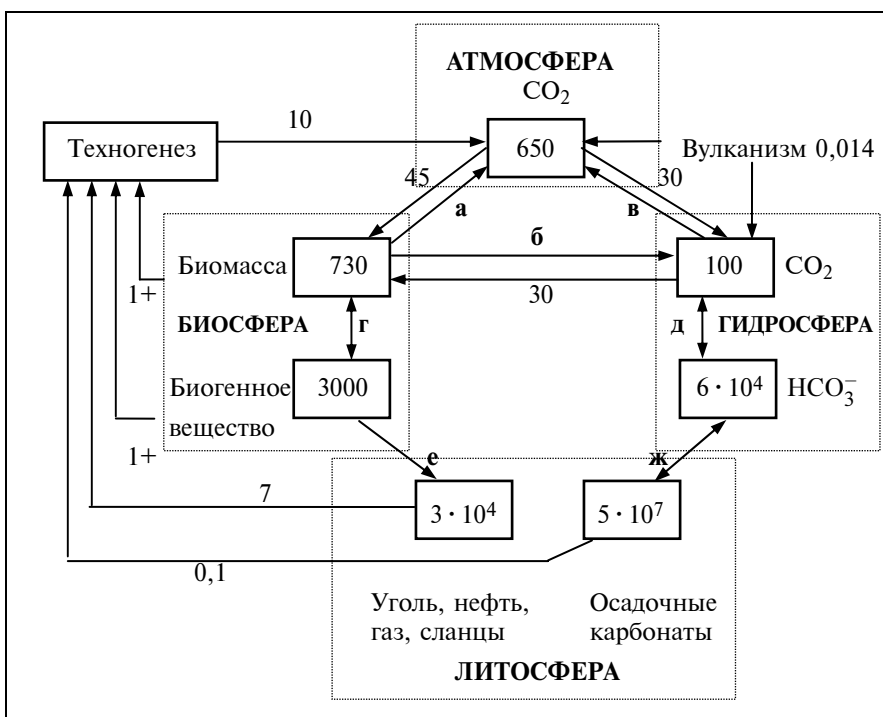 АТМОСФЕРА
CO₂
10
Техногенез
650
Вулканизм 0,014
45
30
а
в
б
Биомасса
730
100
CO₂
1+
30
БИОСФЕРА
г
д
ГИДРОСФЕРА
Биогенное
вещество
3000
6 · 10⁴
HCO₃⁻
1+
е
ж
7
3 · 10⁴
5 · 10⁷
0,1
Уголь, нефть,
газ, сланцы
Осадочные
карбонаты
ЛИТОСФЕРА